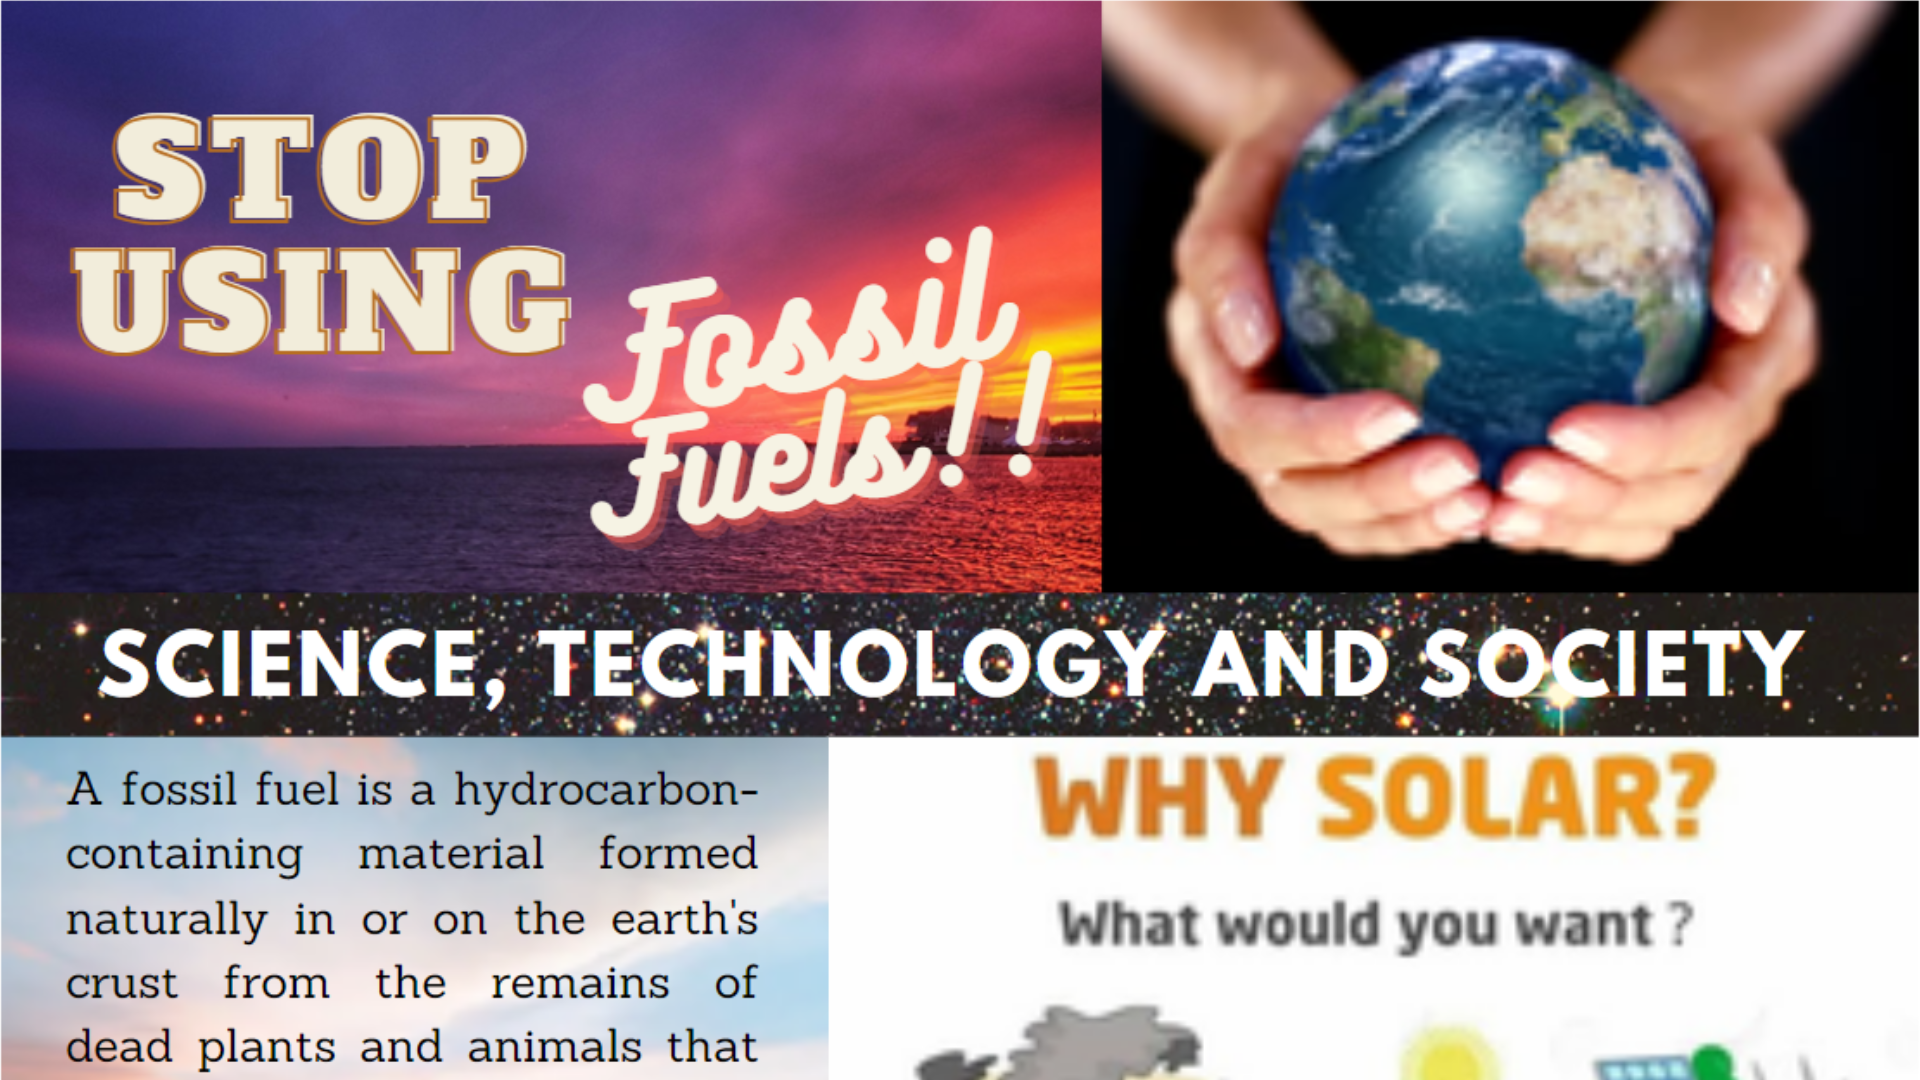 STOP
USING
Fossil
Fuels!!
SCIENCE, TECHNOLOGY AND SOCIETY
A fossil fuel is a hydrocarbon-
containing material formed
naturally in or on the earth's
crust from the remains of
dead plants and animals that
WHY SOLAR?
What would you want ?